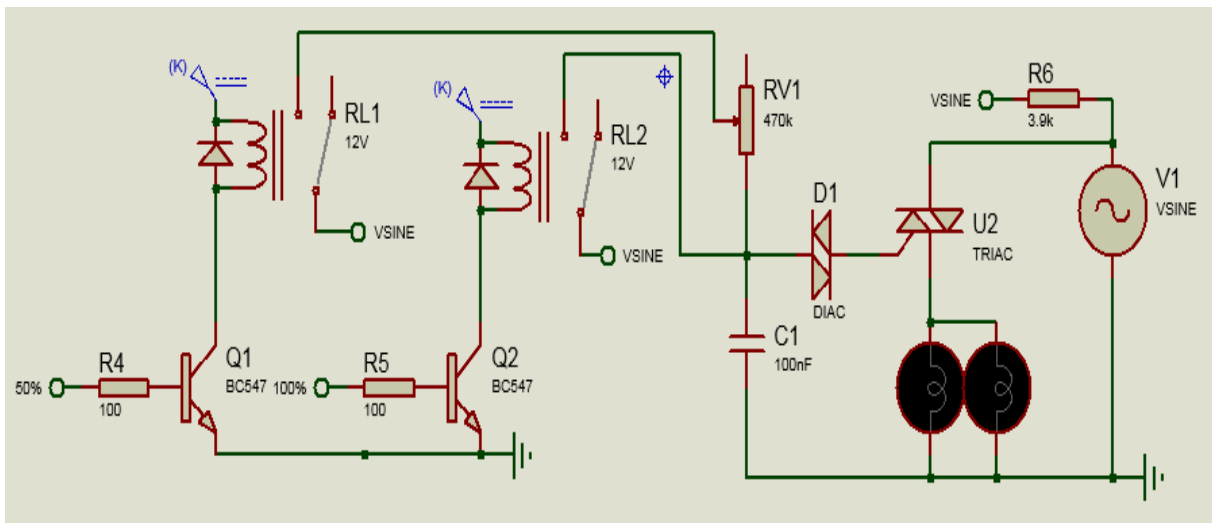 (K)
RL1
12V
VSINE
(K)
RL2
12V
VSINE
RV1
470k
R6
VSINE
3.9k
V1
VSINE
D1
DIAC
U2
TRIAC
C1
100nF
50%
R4
100
Q1
BC547
100%
R5
100
Q2
BC547